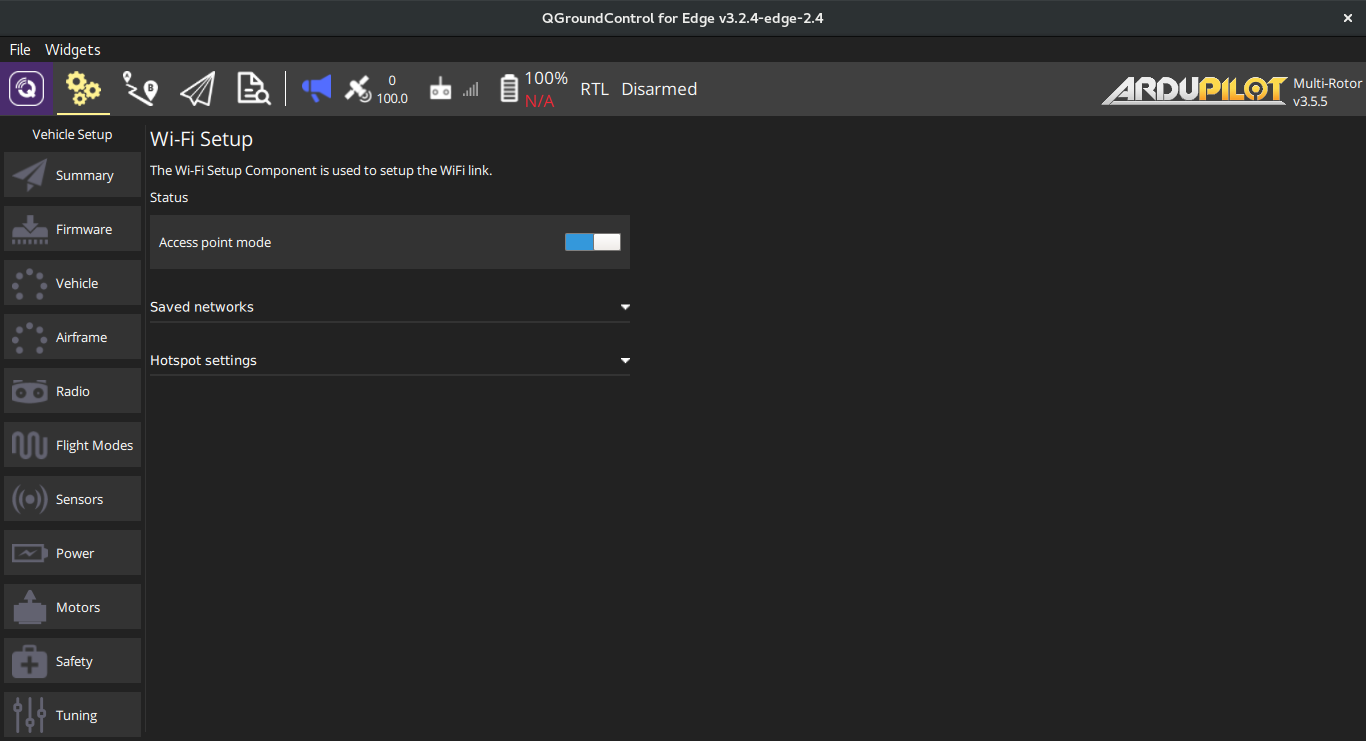 QGroundControl for Edge v3.2.4-edge-2.4
×
File Widgets
B
0
100.0
100%
N/A
RTL Disarmed
ARDUPILOT
Multi-Rotor
v3.5.5
Vehicle Setup
Summary
Firmware
Vehicle
Airframe
Radio
Flight Modes
Sensors
Power
Motors
Safety
Tuning
Wi-Fi Setup
The Wi-Fi Setup Component is used to setup the WiFi link.
Status
Access point mode
Saved networks
Hotspot settings